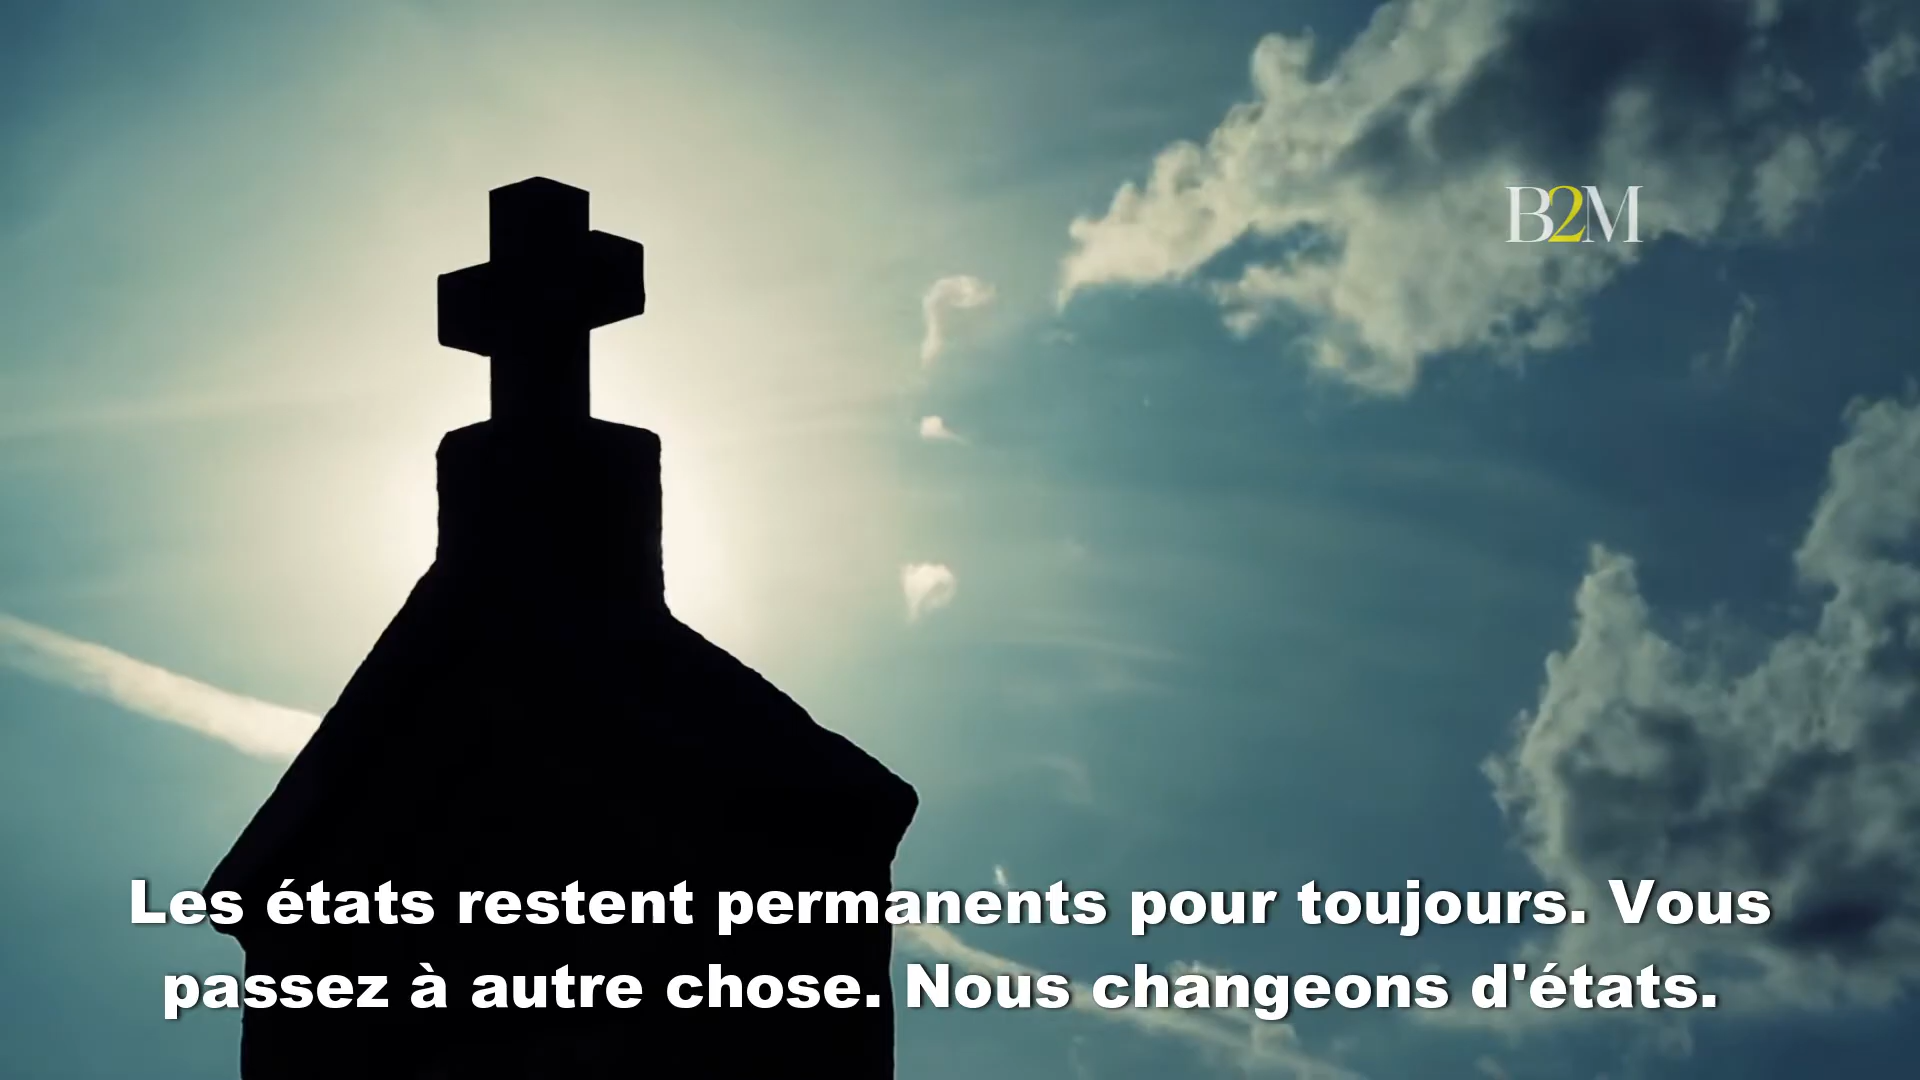 B2M
Les états restent permanents pour toujours. Vous
passez à autre chose. Nous changeons d'états.